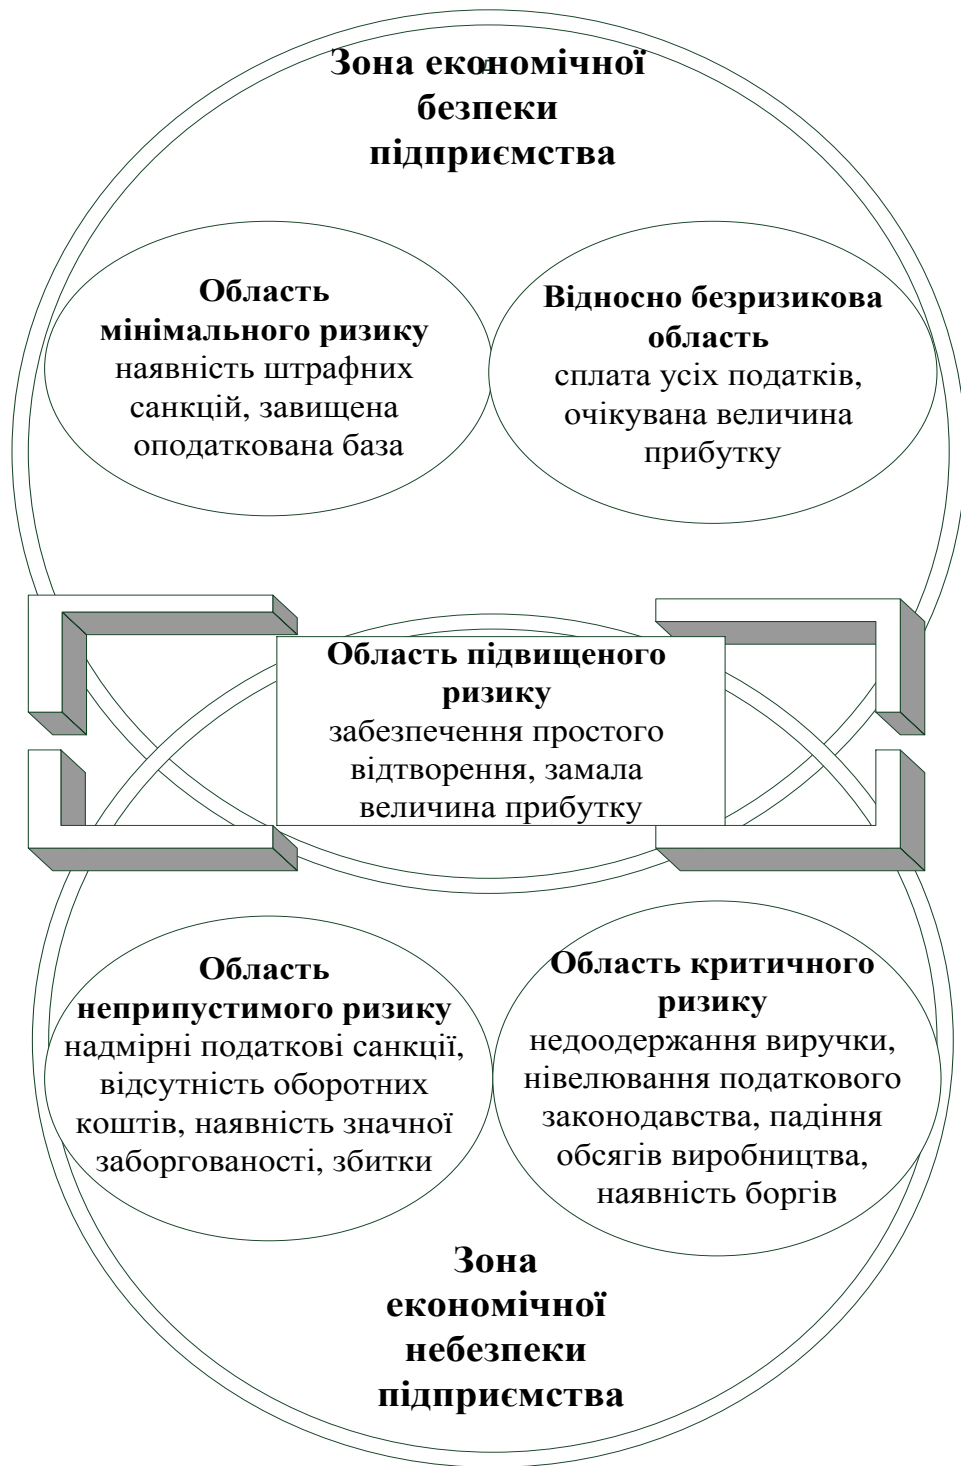 Зона економічної
безпеки
підприємства
Область
мінімального ризику
наявність штрафних
санкцій, завищена
оподаткована база
Відносно безризикова
область
сплата усіх податків,
очікувана величина
прибутку
Область підвищеного
ризику
забезпечення простого
відтворення, замала
величина прибутку
Область
неприпустимого ризику
надмірні податкові санкції,
відсутність оборотних
коштів, наявність значної
заборгованості, збитки
Область критичного
ризику
недоодержання виручки,
нівелювання податкового
законодавства, падіння
обсягів виробництва,
наявність боргів
Зона
економічної
небезпеки
підприємства